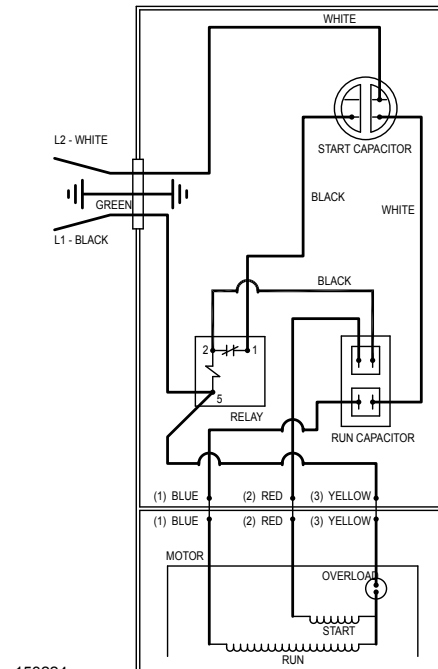 WHITE
L2 - WHITE
START CAPACITOR
GREEN
BLACK
WHITE
L1 - BLACK
BLACK
2
1
5
RELAY
RUN CAPACITOR
(1) BLUE
(2) RED
(3) YELLOW
(1) BLUE
(2) RED
(3) YELLOW
MOTOR
OVERLOAD
START
RUN